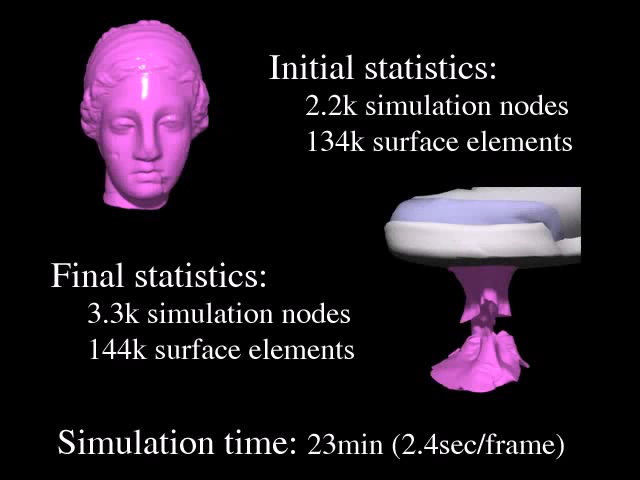 Initial statistics:
2.2k simulation nodes
134k surface elements
Final statistics:
3.3k simulation nodes
144k surface elements
Simulation time: 23min (2.4sec/frame)